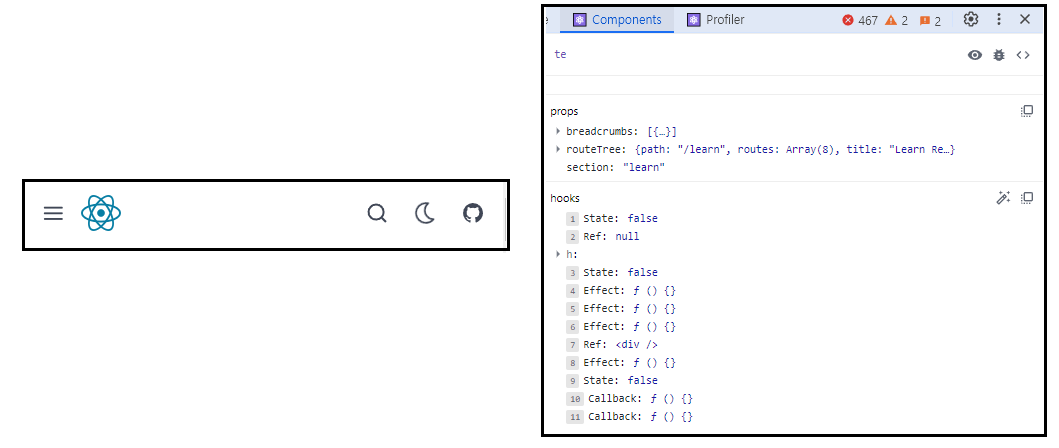 e Components Profiler 467 2 2
te
props
breadcrumbs: [{…}]
routeTree: {path: "/learn", routes: Array(8), title: "Learn Re…}
section: "learn"
hooks
1 State: false
2 Ref: null
h:
3 State: false
4 Effect: ƒ () {}
5 Effect: ƒ () {}
6 Effect: ƒ () {}
7 Ref: <div />
8 Effect: ƒ () {}
9 State: false
10 Callback: ƒ () {}
11 Callback: ƒ () {}